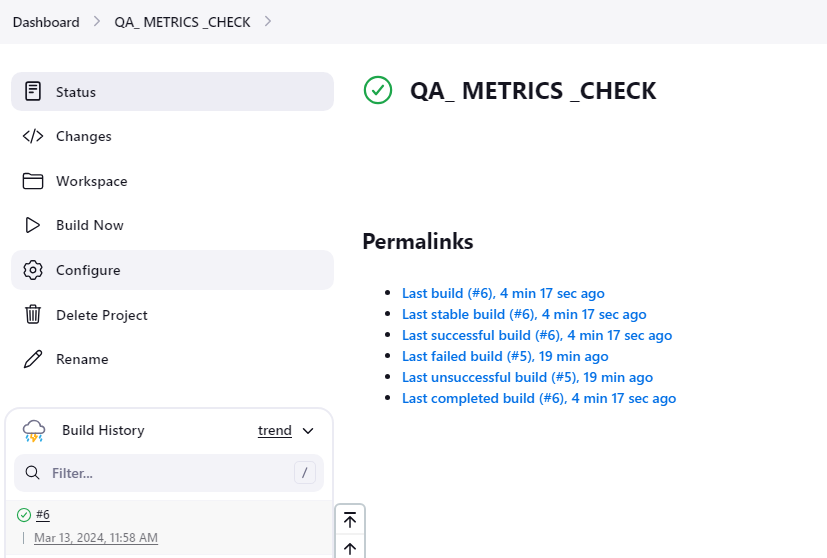 Dashboard > QA_ METRICS _CHECK >
Status
Changes
Workspace
Build Now
Configure
Delete Project
Rename
Build History trend
Filter... /
#6
Mar 13, 2024, 11:58 AM
QA_ METRICS _CHECK
Permalinks
Last build (#6), 4 min 17 sec ago
Last stable build (#6), 4 min 17 sec ago
Last successful build (#6), 4 min 17 sec ago
Last failed build (#5), 19 min ago
Last unsuccessful build (#5), 19 min ago
Last completed build (#6), 4 min 17 sec ago